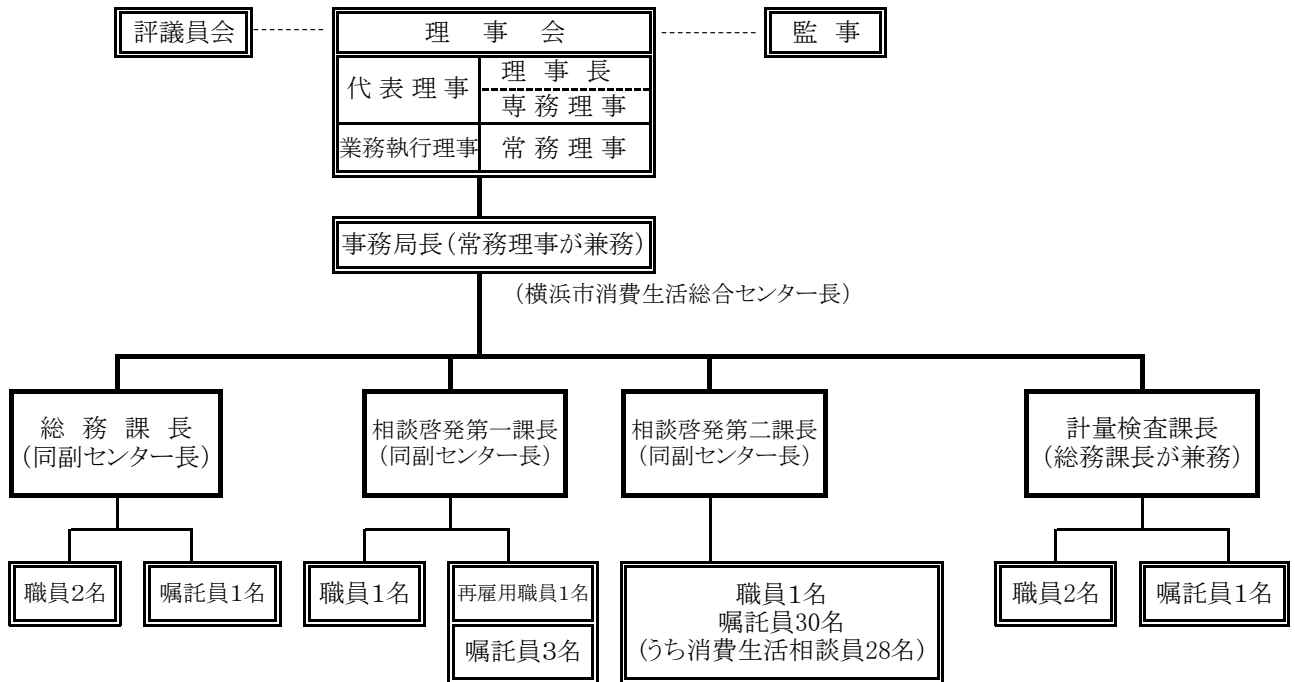 評議員会
理　事　会
監　事
代表理事
理　事　長
専務理事
業務執行理事
常務理事
事務局長(常務理事が兼務)
(横浜市消費生活総合センター長)
総　務　課　長
(同副センター長)
相談啓発第一課長
(同副センター長)
相談啓発第二課長
(同副センター長)
計量検査課長
(総務課長が兼務)
職員２名
嘱託員１名
職員１名
再雇用職員1名
嘱託員３名
職員１名
嘱託員30名
(うち消費生活相談員28名)
職員2名
嘱託員１名